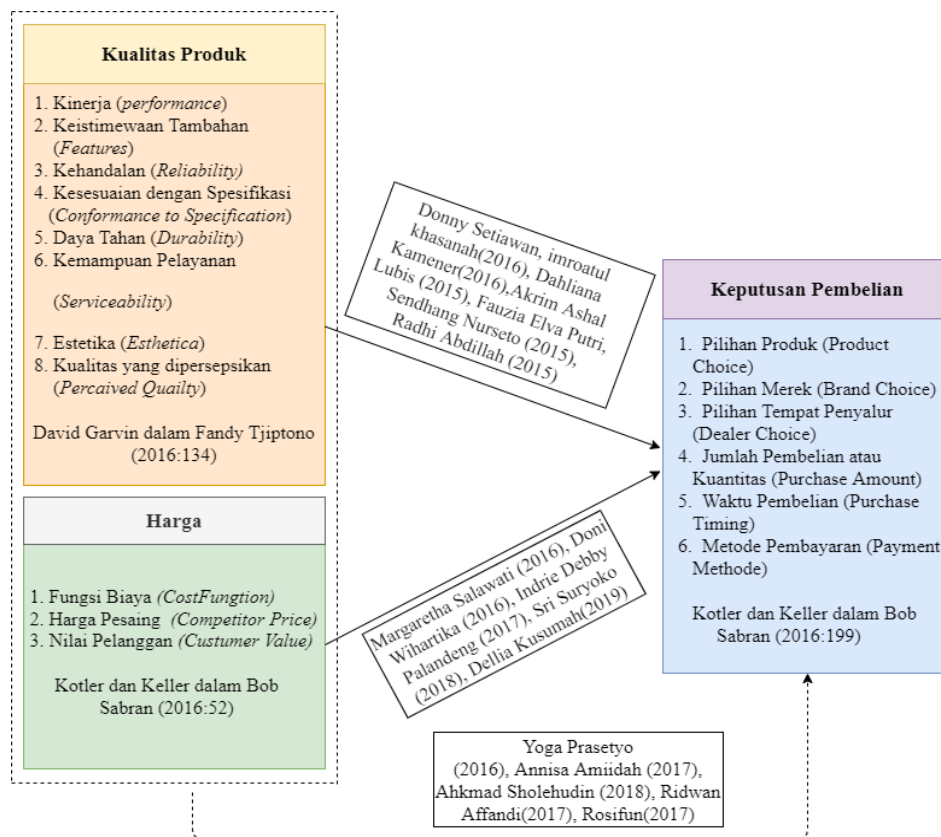 Kualitas Produk
1. Kinerja (performance)
2. Keistimewaan Tambahan
(Features)
3. Kehandalan (Reliability)
4. Kesesuaian dengan Spesifikasi
(Conformance to Specification)
5. Daya Tahan (Durability)
6. Kemampuan Pelayanan
(Serviceability)
7. Estetika (Esthetica)
8. Kualitas yang dipersepsikan
(Percaived Quailty)
David Garvin dalam Fandy Tjiptono
(2016:134)
Harga
1. Fungsi Biaya (CostFungtion)
2. Harga Pesaing (Competitor Price)
3. Nilai Pelanggan (Custumer Value)
Kotler dan Keller dalam Bob
Sabran (2016:52)
Donny Setiawan, imroatul
khasanah(2016), Dahliana
Kamener(2016),Akrim Ashal
Lubis (2015), Fauzia Elva Putri,
Sendhang Nurseto (2015),
Radhi Abdillah (2015)
Margaretha Salawati (2016), Doni
Wihartika (2016), Indrie Debby
Palandeng (2017), Sri Suryoko
(2018), Dellia Kusumah(2019)
Yoga Prasetyo
(2016), Annisa Amiidah (2017),
Ahkmad Sholehudin (2018), Ridwan
Affandi(2017), Rosifun(2017)
Keputusan Pembelian
1. Pilihan Produk (Product
Choice)
2. Pilihan Merek (Brand Choice)
3. Pilihan Tempat Penyalur
(Dealer Choice)
4. Jumlah Pembelian atau
Kuantitas (Purchase Amount)
5. Waktu Pembelian (Purchase
Timing)
6. Metode Pembayaran (Payment
Methode)
Kotler dan Keller dalam Bob
Sabran (2016:199)